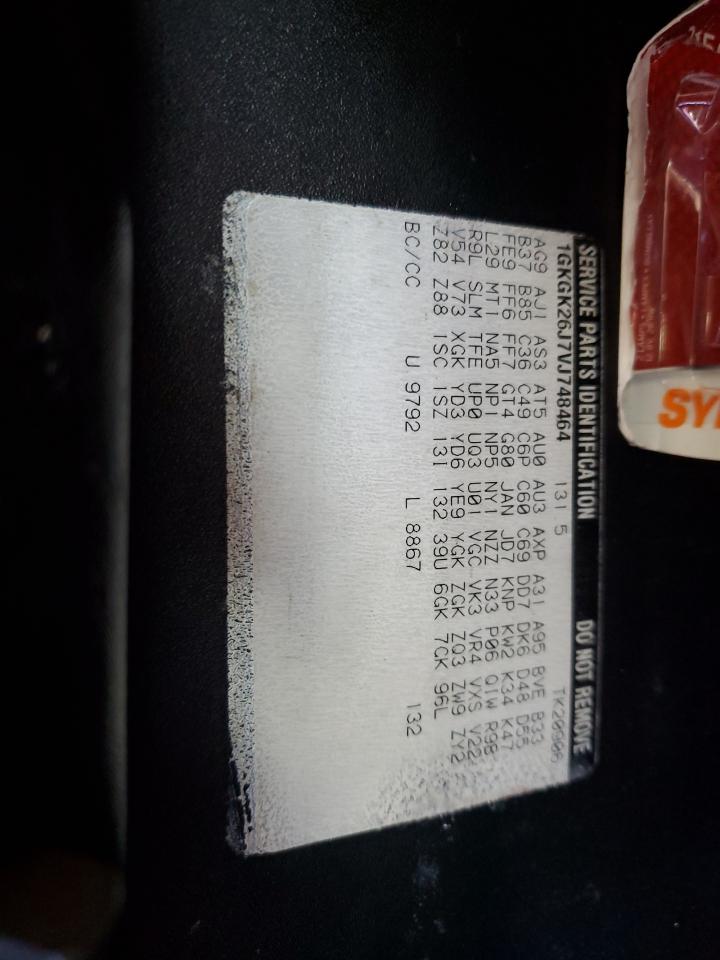 SERVICE PARTS IDENTIFICATION DO NOT REMOVE
1GKGK26J7VJ748464 131 5 TK20906
AG9 AJ1 AS3 AT5 AU0 AU3 AXP A31 A95 BVE B33
B37 B85 C36 C49 C6P C60 C69 DD7 DK6 D48 D55
FE9 FF6 FF7 GT4 G80 JAN JD7 KNP KW2 K34 K47
L29 MT1 NA5 NP1 NP5 NY1 NZZ N33 P06 Q1W R9B
R9L SLM TFE UP0 UQ3 U01 VGC VK3 VR4 VXS V22
V54 V73 XGK YD3 YD6 YE9 YGK ZGK ZQ3 ZW9 ZY2
Z82 Z88 1SC 1SZ 131 132 39U 6GK 7CK 96L
BC/CC U 9792 L 8867 132